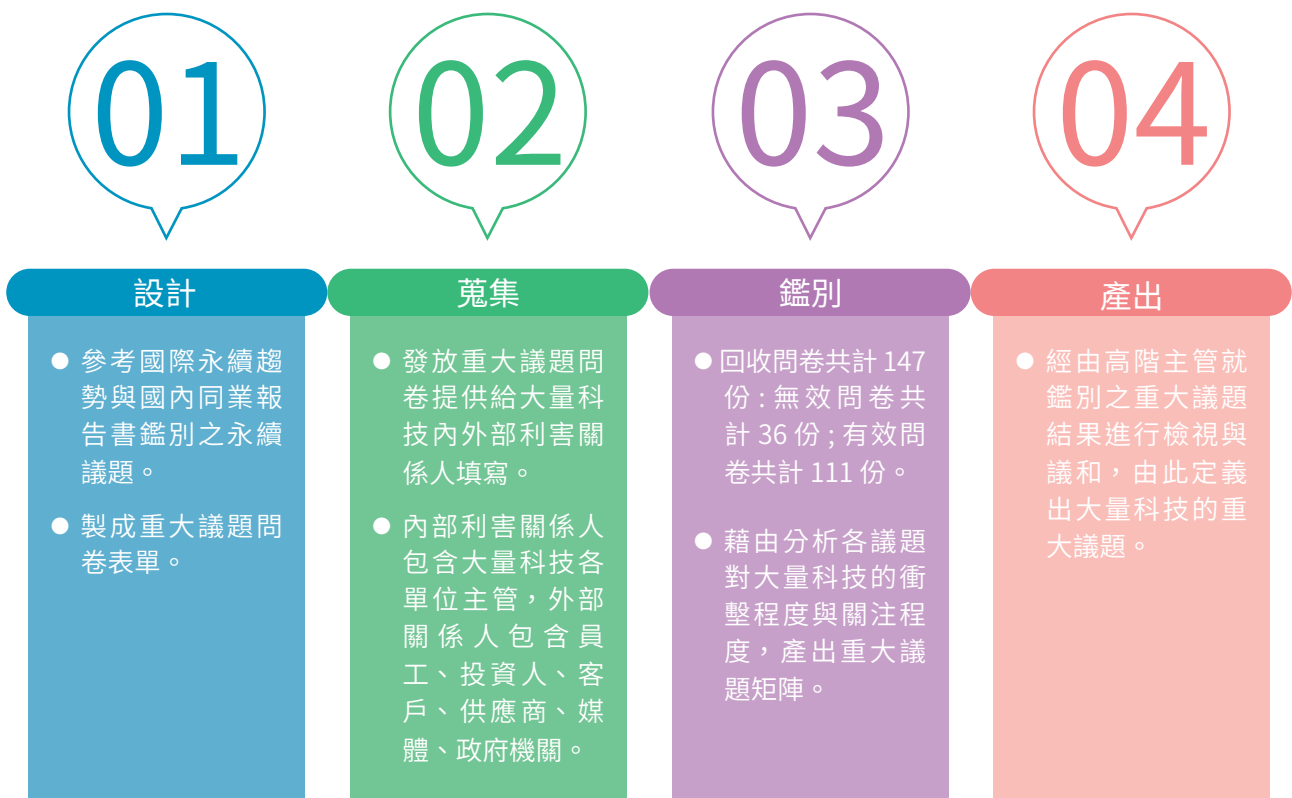 01
設計
參考國際永續趨
勢與國內同業報
告書鑑別之永續
議題。
製成重大議題問
卷表單。
02
蒐集
發放重大議題問
卷提供給大量科
技內外部利害關
係人填寫。
內部利害關係人
包含大量科技各
單位主管，外部
關係人包含員
工、投資人、客
戶、供應商、媒
體、政府機關。
03
鑑別
回收問卷共計 147
份 : 無效問卷共
計 36 份 ; 有效問
卷共計 111 份。
藉由分析各議題
對大量科技的衝
擊程度與關注程
度，產出重大議
題矩陣。
04
產出
經由高階主管就
鑑別之重大議題
結果進行檢視與
議和，由此定義
出大量科技的重
大議題。